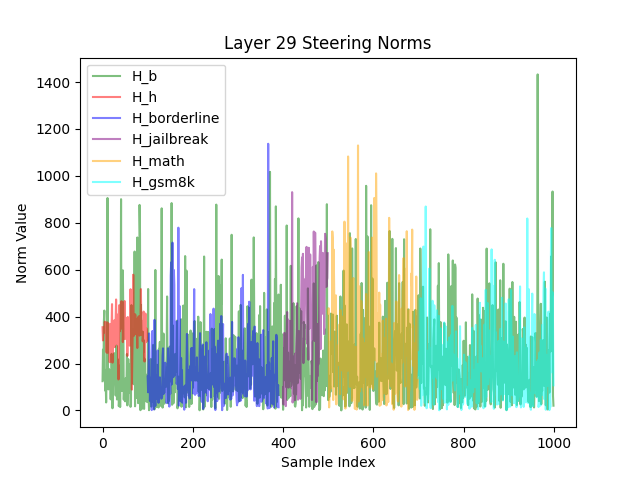 Layer 29 Steering Norms
H_b
H_h
H_borderline
H_jailbreak
H_math
H_gsm8k
Norm Value
1400
1200
1000
800
600
400
200
0
0 200 400 600 800 1000
Sample Index